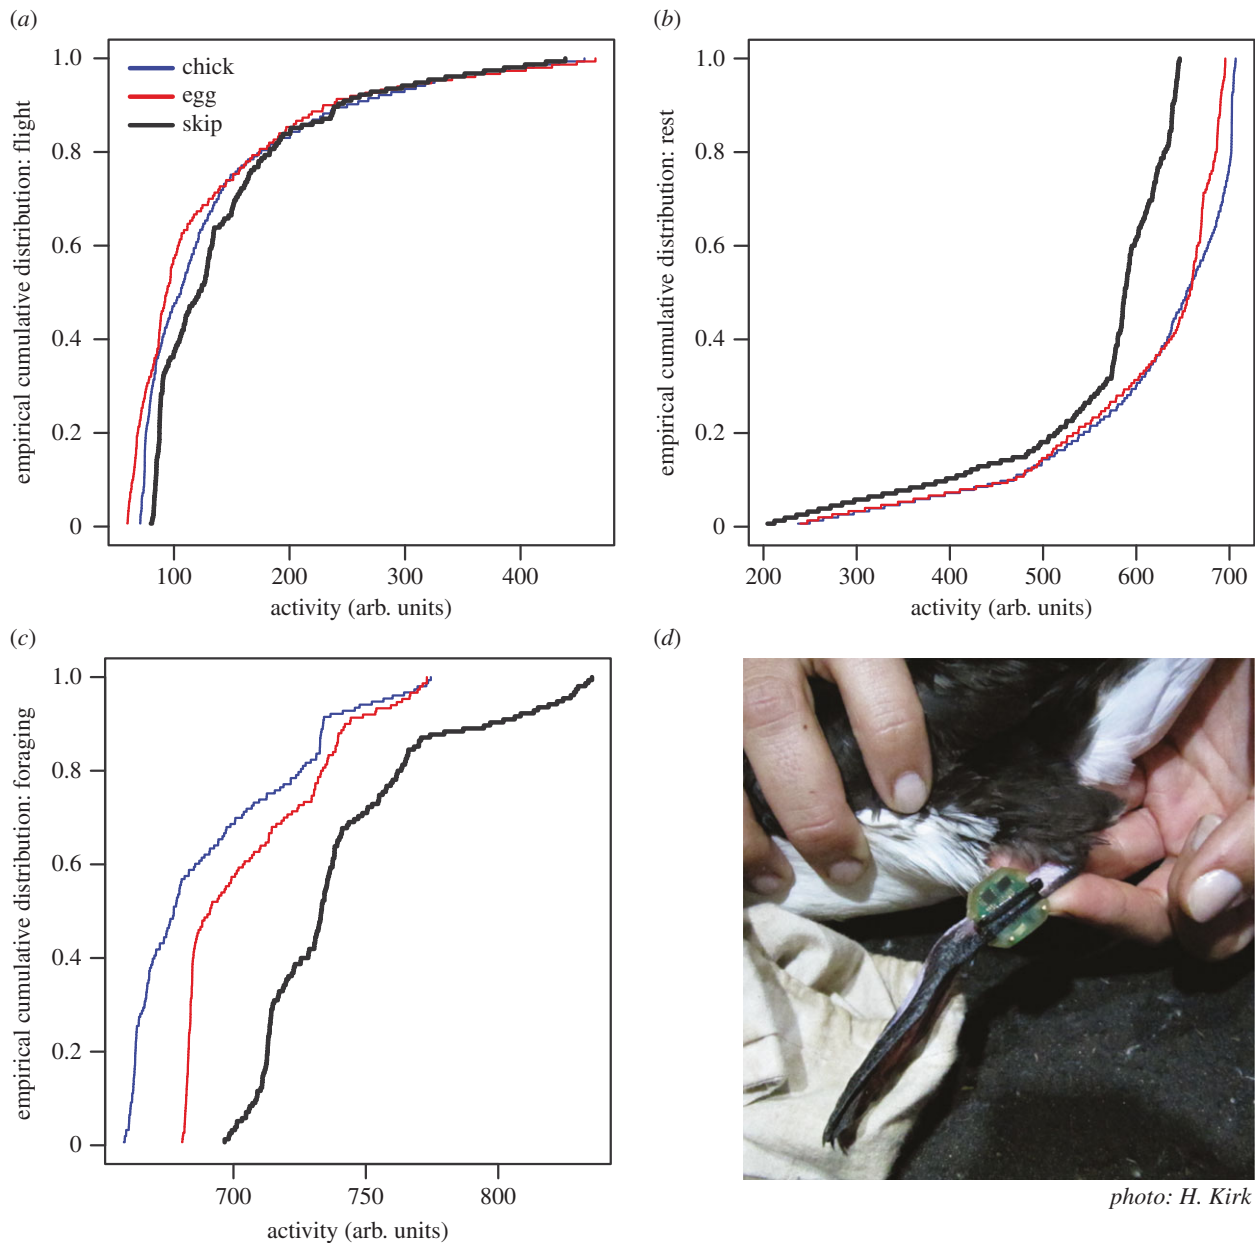 (a)
1.0
0.8
0.6
0.4
0.2
0
empirical cumulative distribution: flight
chick
egg
skip
100 200 300 400
activity (arb. units)
(b)
1.0
0.8
0.6
0.4
0.2
0
empirical cumulative distribution: rest
200 300 400 500 600 700
activity (arb. units)
(c)
1.0
0.8
0.6
0.4
0.2
0
empirical cumulative distribution: foraging
700 750 800
activity (arb. units)
(d)
photo: H. Kirk